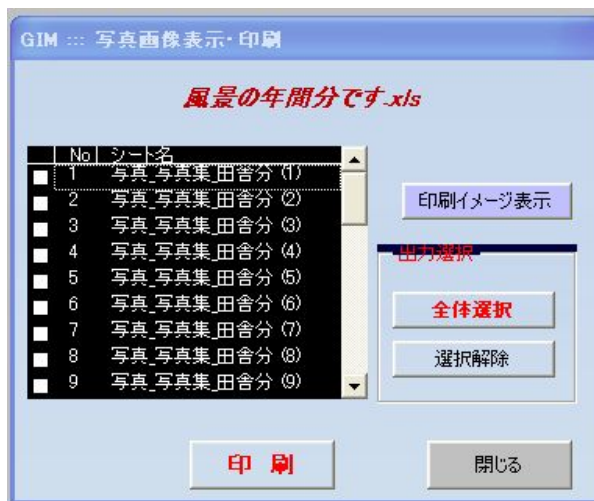 GIM ::: 写真画像表示・印刷
風景の年間分です.xls
No シート名
1 写真_写真集_田舎分 (1)
2 写真_写真集_田舎分 (2)
3 写真_写真集_田舎分 (3)
4 写真_写真集_田舎分 (4)
5 写真_写真集_田舎分 (5)
6 写真_写真集_田舎分 (6)
7 写真_写真集_田舎分 (7)
8 写真_写真集_田舎分 (8)
9 写真_写真集_田舎分 (9)
印刷イメージ表示
出力選択
全体選択
選択解除
印 刷
閉じる